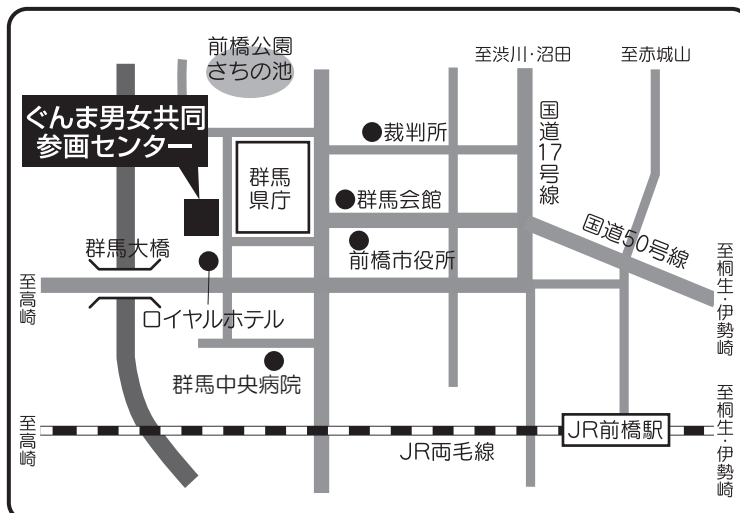 前橋公園
さちの池
至渋川・沼田
至赤城山
ぐんま男女共同
参画センター
裁判所
国道17号線
群馬
県庁
群馬会館
国道50号線
群馬大橋
前橋市役所
至高崎
至桐生・伊勢崎
ロイヤルホテル
群馬中央病院
至高崎
JR両毛線
JR前橋駅
至桐生・伊勢崎